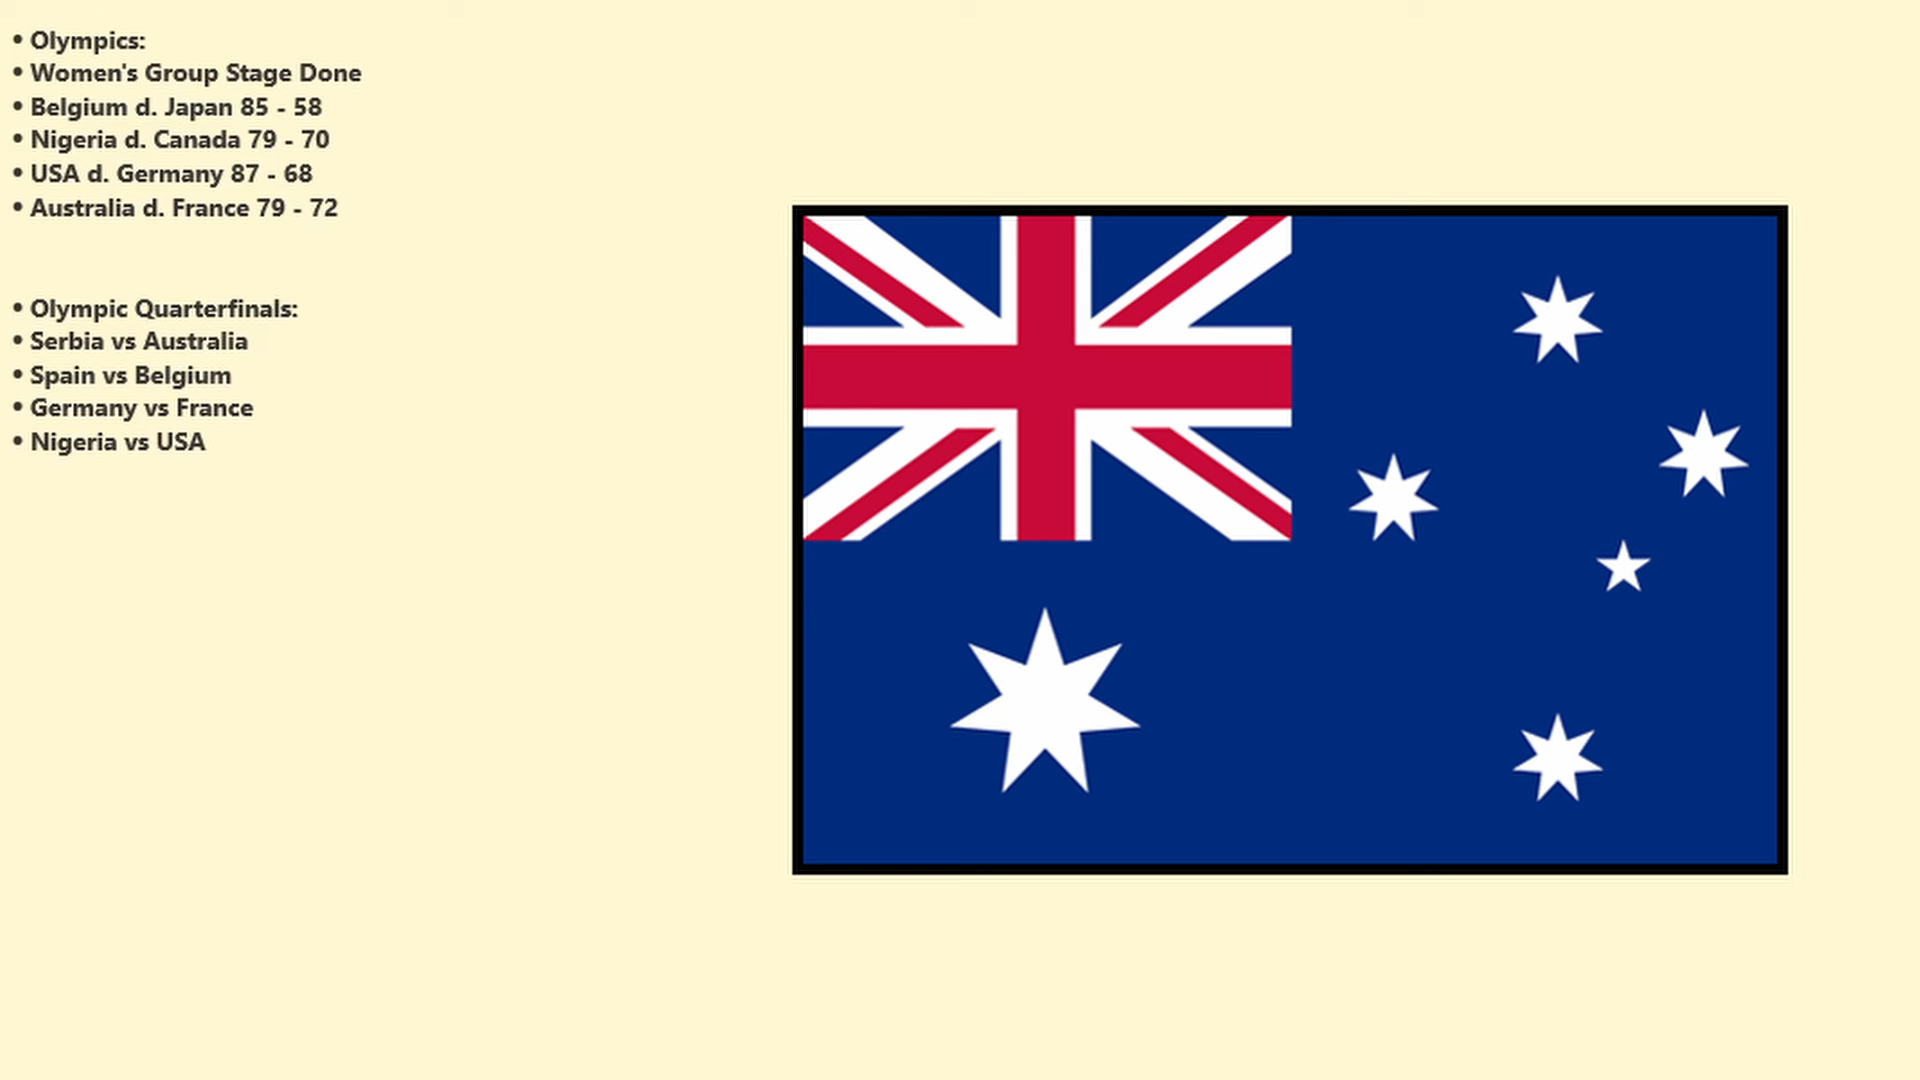 • Olympics:
• Women's Group Stage Done
• Belgium d. Japan 85 - 58
• Nigeria d. Canada 79 - 70
• USA d. Germany 87 - 68
• Australia d. France 79 - 72
• Olympic Quarterfinals:
• Serbia vs Australia
• Spain vs Belgium
• Germany vs France
• Nigeria vs USA